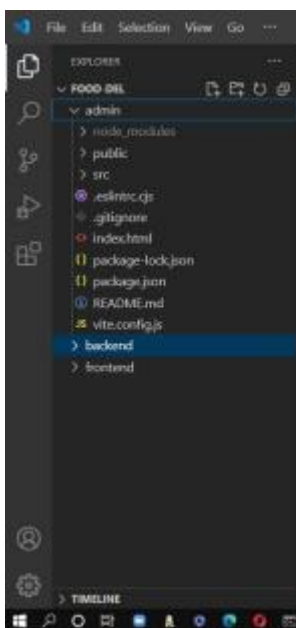 File Edit Selection View Go ...
EXPLORER ...
FOOD DEL
admin
node_modules
public
src
.eslintrc.cjs
.gitignore
index.html
package-lock.json
package.json
README.md
vite.config.js
backend
frontend
TIMELINE